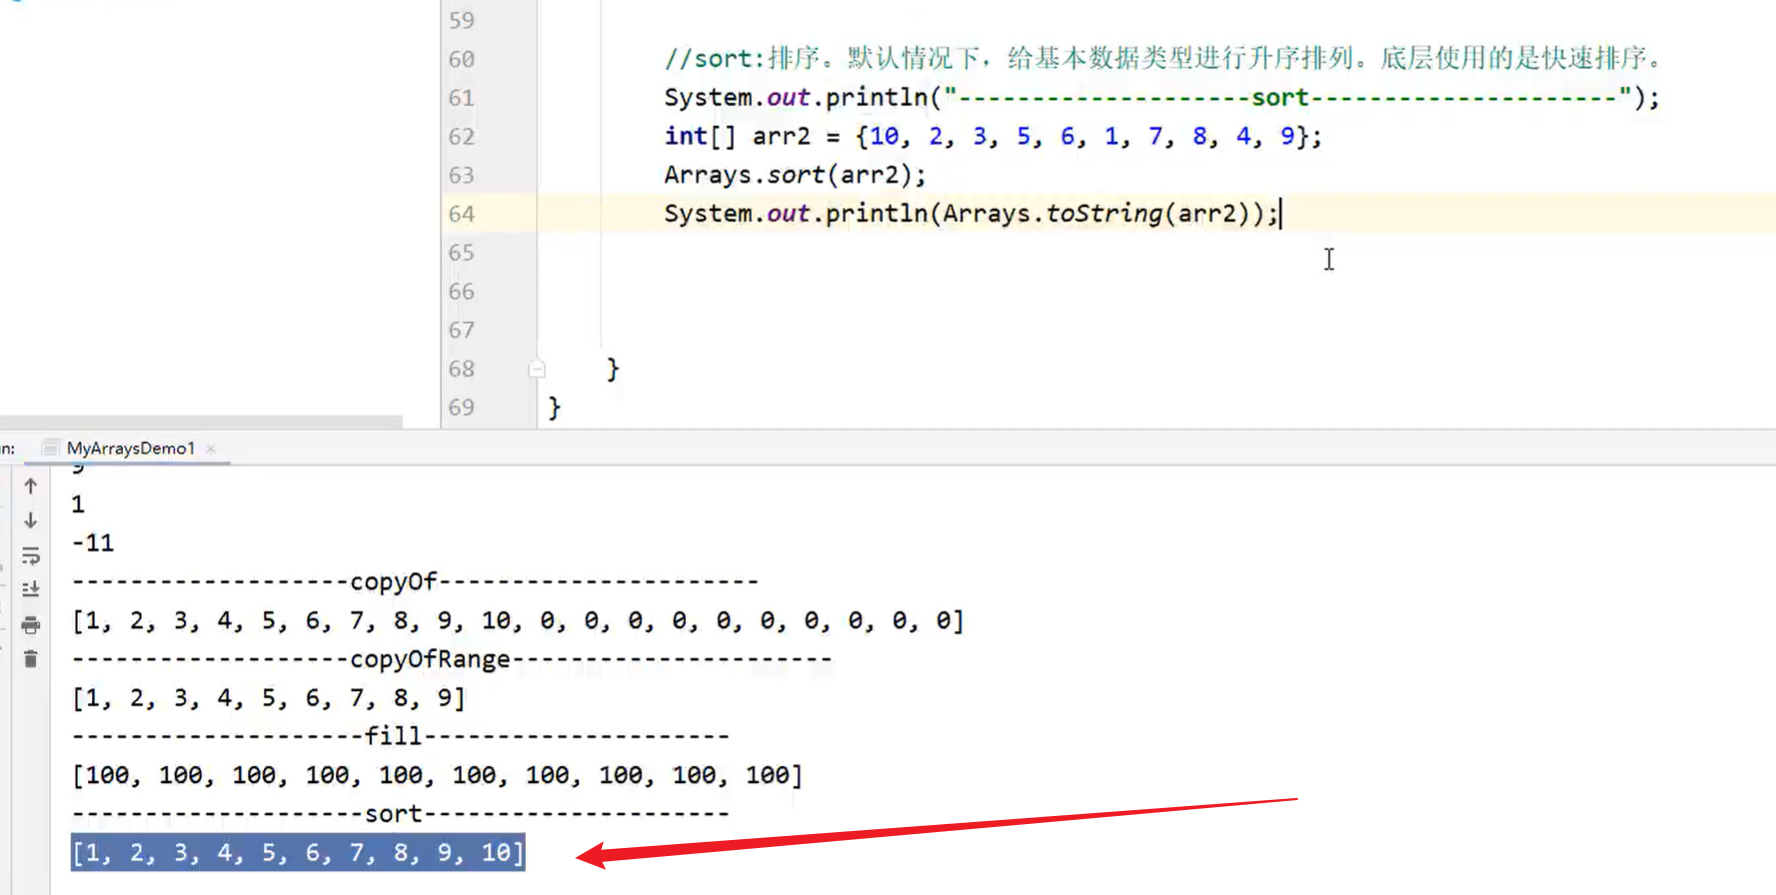 59
60 //sort:排序。默认情况下，给基本数据类型进行升序排列。底层使用的是快速排序。
61 System.out.println("--------------------sort---------------------");
62 int[] arr2 = {10, 2, 3, 5, 6, 1, 7, 8, 4, 9};
63 Arrays.sort(arr2);
64 System.out.println(Arrays.toString(arr2));
65
66
67
68 }
69 }
n: MyArraysDemo1
1
-11
-------------------copyOf----------------------
[1, 2, 3, 4, 5, 6, 7, 8, 9, 10, 0, 0, 0, 0, 0, 0, 0, 0, 0, 0]
-------------------copyOfRange----------------------
[1, 2, 3, 4, 5, 6, 7, 8, 9]
--------------------fill---------------------
[100, 100, 100, 100, 100, 100, 100, 100, 100, 100]
--------------------sort---------------------
[1, 2, 3, 4, 5, 6, 7, 8, 9, 10]